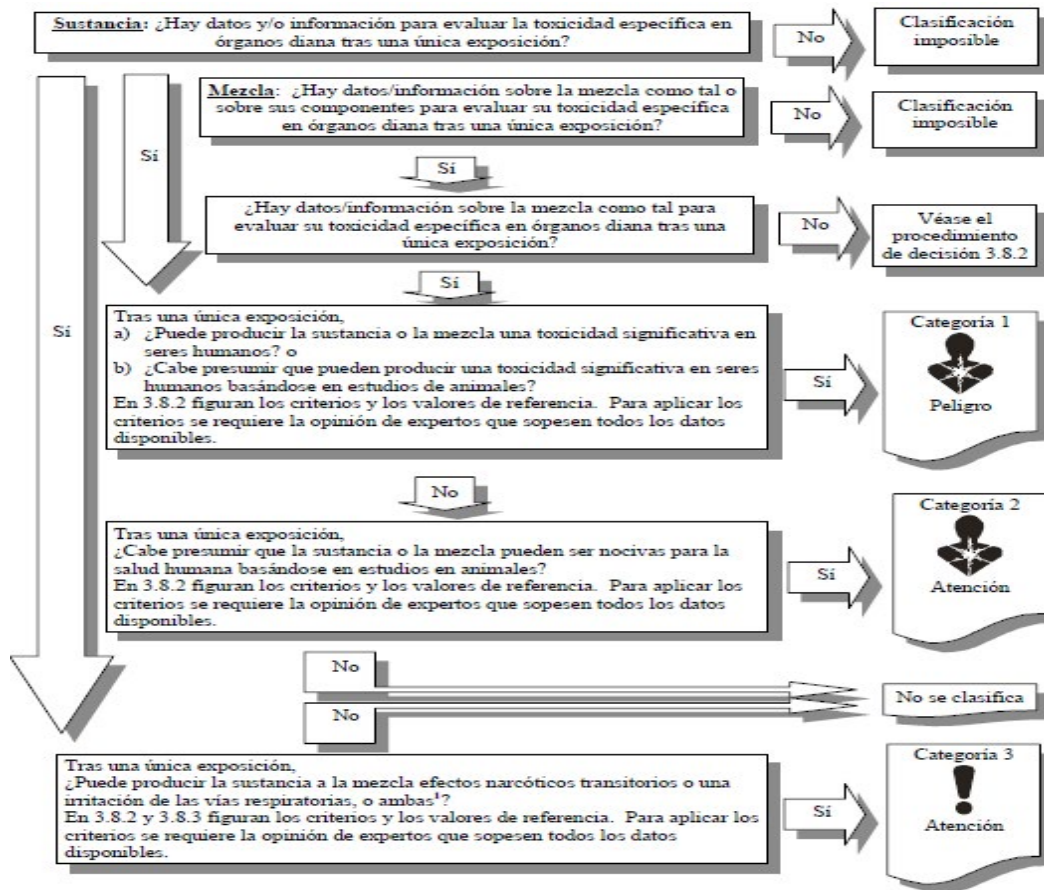 Sustancia: ¿Hay datos y/o información para evaluar la toxicidad específica en
órganos diana tras una única exposición?
No
Clasificación
imposible
Mezcla: ¿Hay datos/información sobre la mezcla como tal o
sobre sus componentes para evaluar su toxicidad específica
en órganos diana tras una única exposición?
No
Clasificación
imposible
Sí
Sí
¿Hay datos/información sobre la mezcla como tal para
evaluar su toxicidad específica en órganos diana tras una
única exposición?
No
Véase el
procedimiento
de decisión 3.8.2
Sí
Sí
Tras una única exposición,
a) ¿Puede producir la sustancia o la mezcla una toxicidad significativa en
seres humanos? o
b) ¿Cabe presumir que pueden producir una toxicidad significativa en seres
humanos basándose en estudios de animales?
En 3.8.2 figuran los criterios y los valores de referencia. Para aplicar los
criterios se requiere la opinión de expertos que sopesen todos los datos
disponibles.
Sí
Categoría 1
Peligro
No
Tras una única exposición,
¿Cabe presumir que la sustancia o la mezcla pueden ser nocivas para la
salud humana basándose en estudios en animales?
En 3.8.2 figuran los criterios y los valores de referencia. Para aplicar los
criterios se requiere la opinión de expertos que sopesen todos los datos
disponibles.
Sí
Categoría 2
Atención
No
No se clasifica
No
Tras una única exposición,
¿Puede producir la sustancia a la mezcla efectos narcóticos transitorios o una
irritación de las vías respiratorias, o ambas¹?
En 3.8.2 y 3.8.3 figuran los criterios y los valores de referencia. Para aplicar los
criterios se requiere la opinión de expertos que sopesen todos los datos
disponibles.
Sí
Categoría 3
Atención